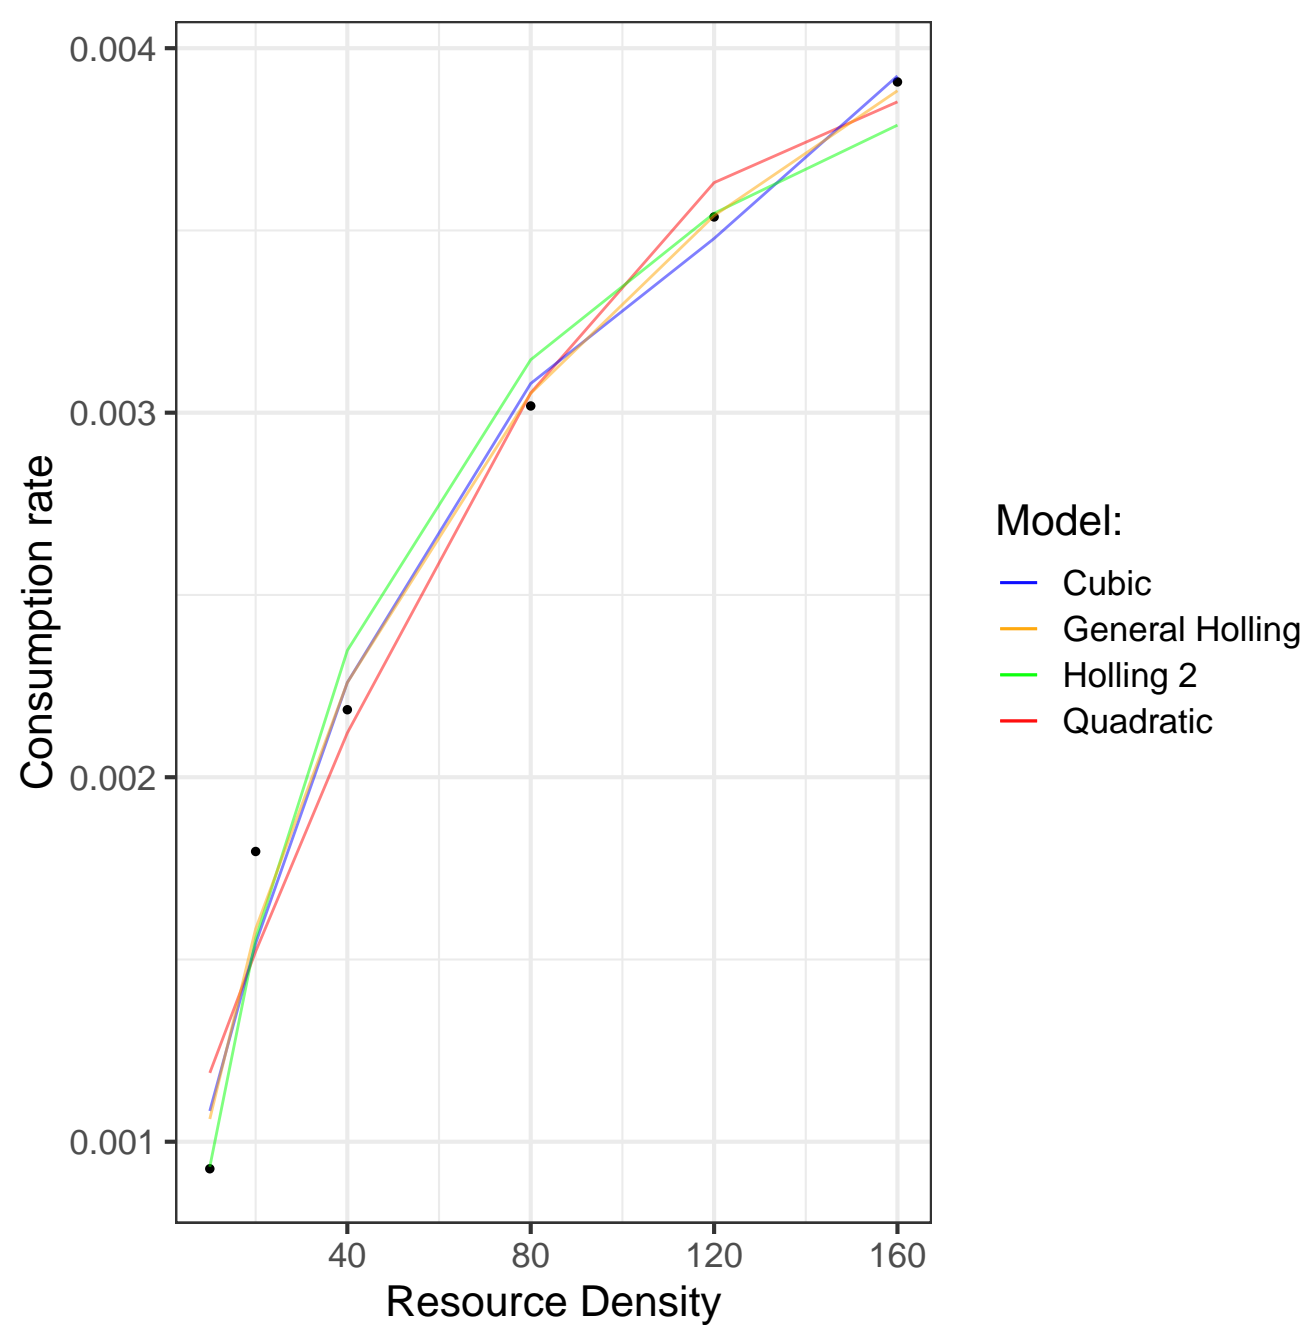 0.004
0.003
0.002
0.001
Consumption rate
40 80 120 160
Resource Density
Model:
Cubic
General Holling
Holling 2
Quadratic